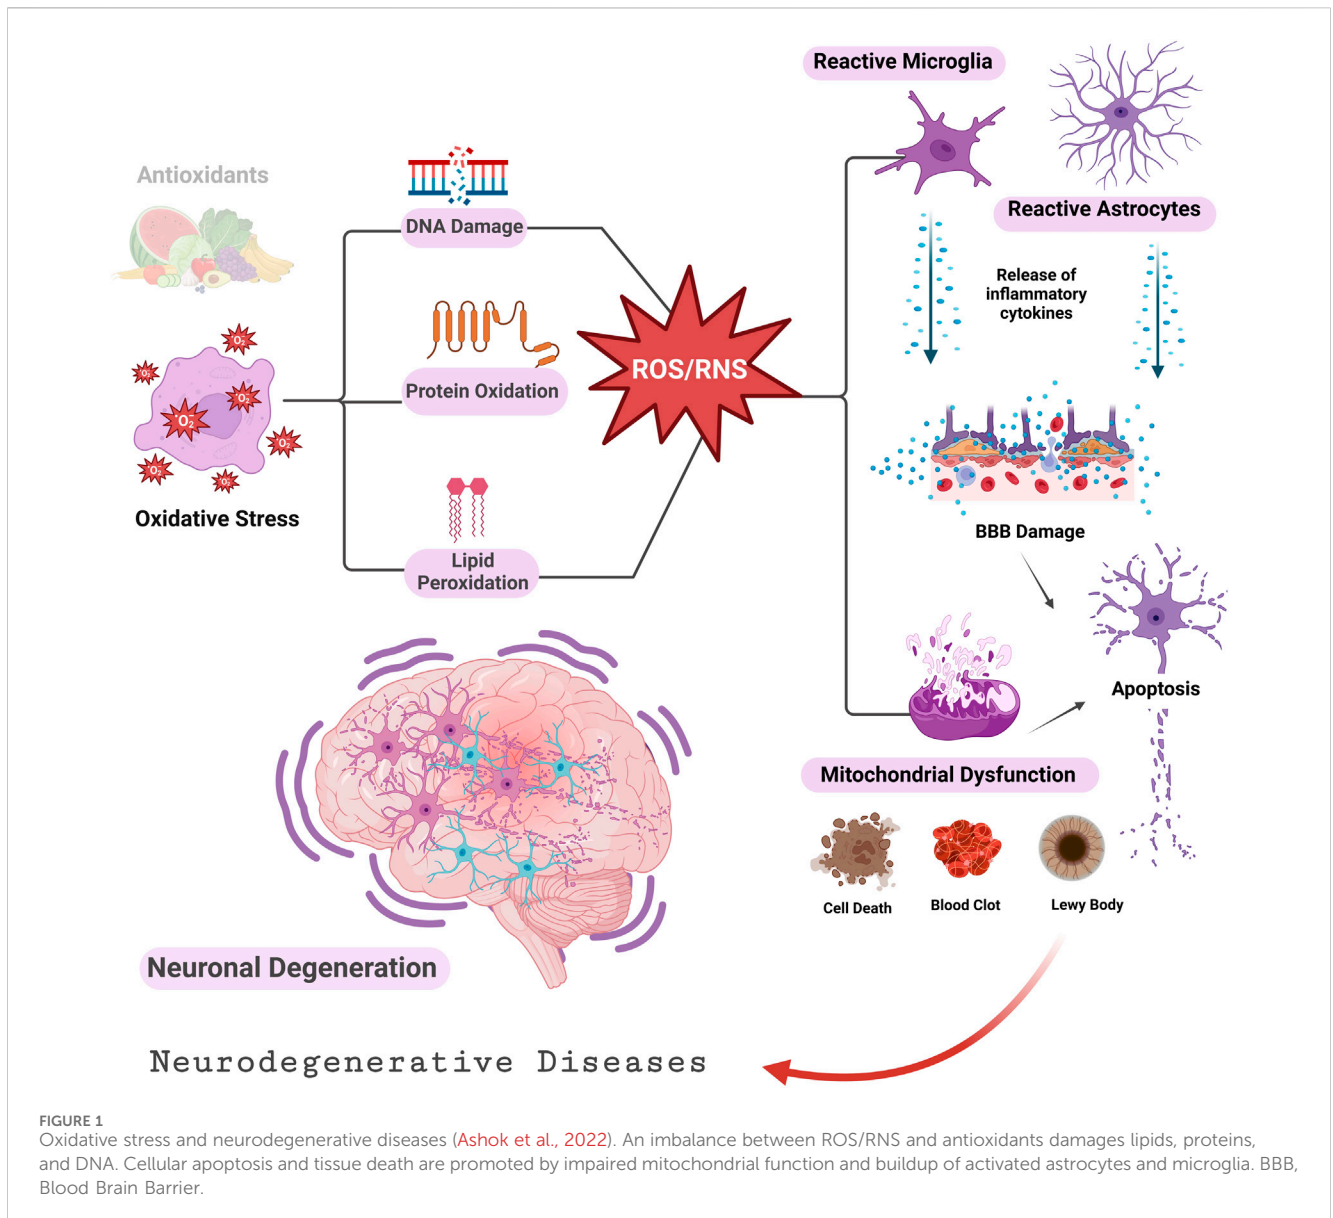 Antioxidants
Oxidative Stress
DNA Damage
Protein Oxidation
Lipid
Peroxidation
ROS/RNS
Reactive Microglia
Reactive Astrocytes
Release of
inflammatory
cytokines
BBB Damage
Apoptosis
Mitochondrial Dysfunction
Cell Death
Blood Clot
Lewy Body
Neuronal Degeneration
Neurodegenerative Diseases
FIGURE 1
Oxidative stress and neurodegenerative diseases (Ashok et al., 2022). An imbalance between ROS/RNS and antioxidants damages lipids, proteins,
and DNA. Cellular apoptosis and tissue death are promoted by impaired mitochondrial function and buildup of activated astrocytes and microglia. BBB,
Blood Brain Barrier.